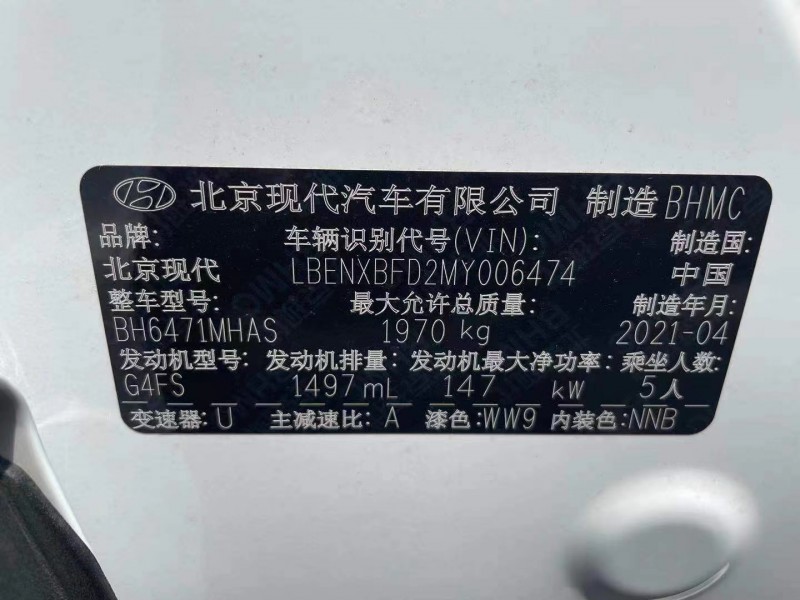 北京现代汽车有限公司 制造 BHMC
品牌: 车辆识别代号(VIN): 制造国:
北京现代 LBENXBFD2MY006474 中国
整车型号: 最大允许总质量: 制造年月:
BH6471MHAS 1970 kg 2021-04
发动机型号: 发动机排量: 发动机最大净功率: 乘坐人数:
G4FS 1497mL 147 kW 5人
变速器: U 主减速比: A 漆色: WW9 内装色: NNB